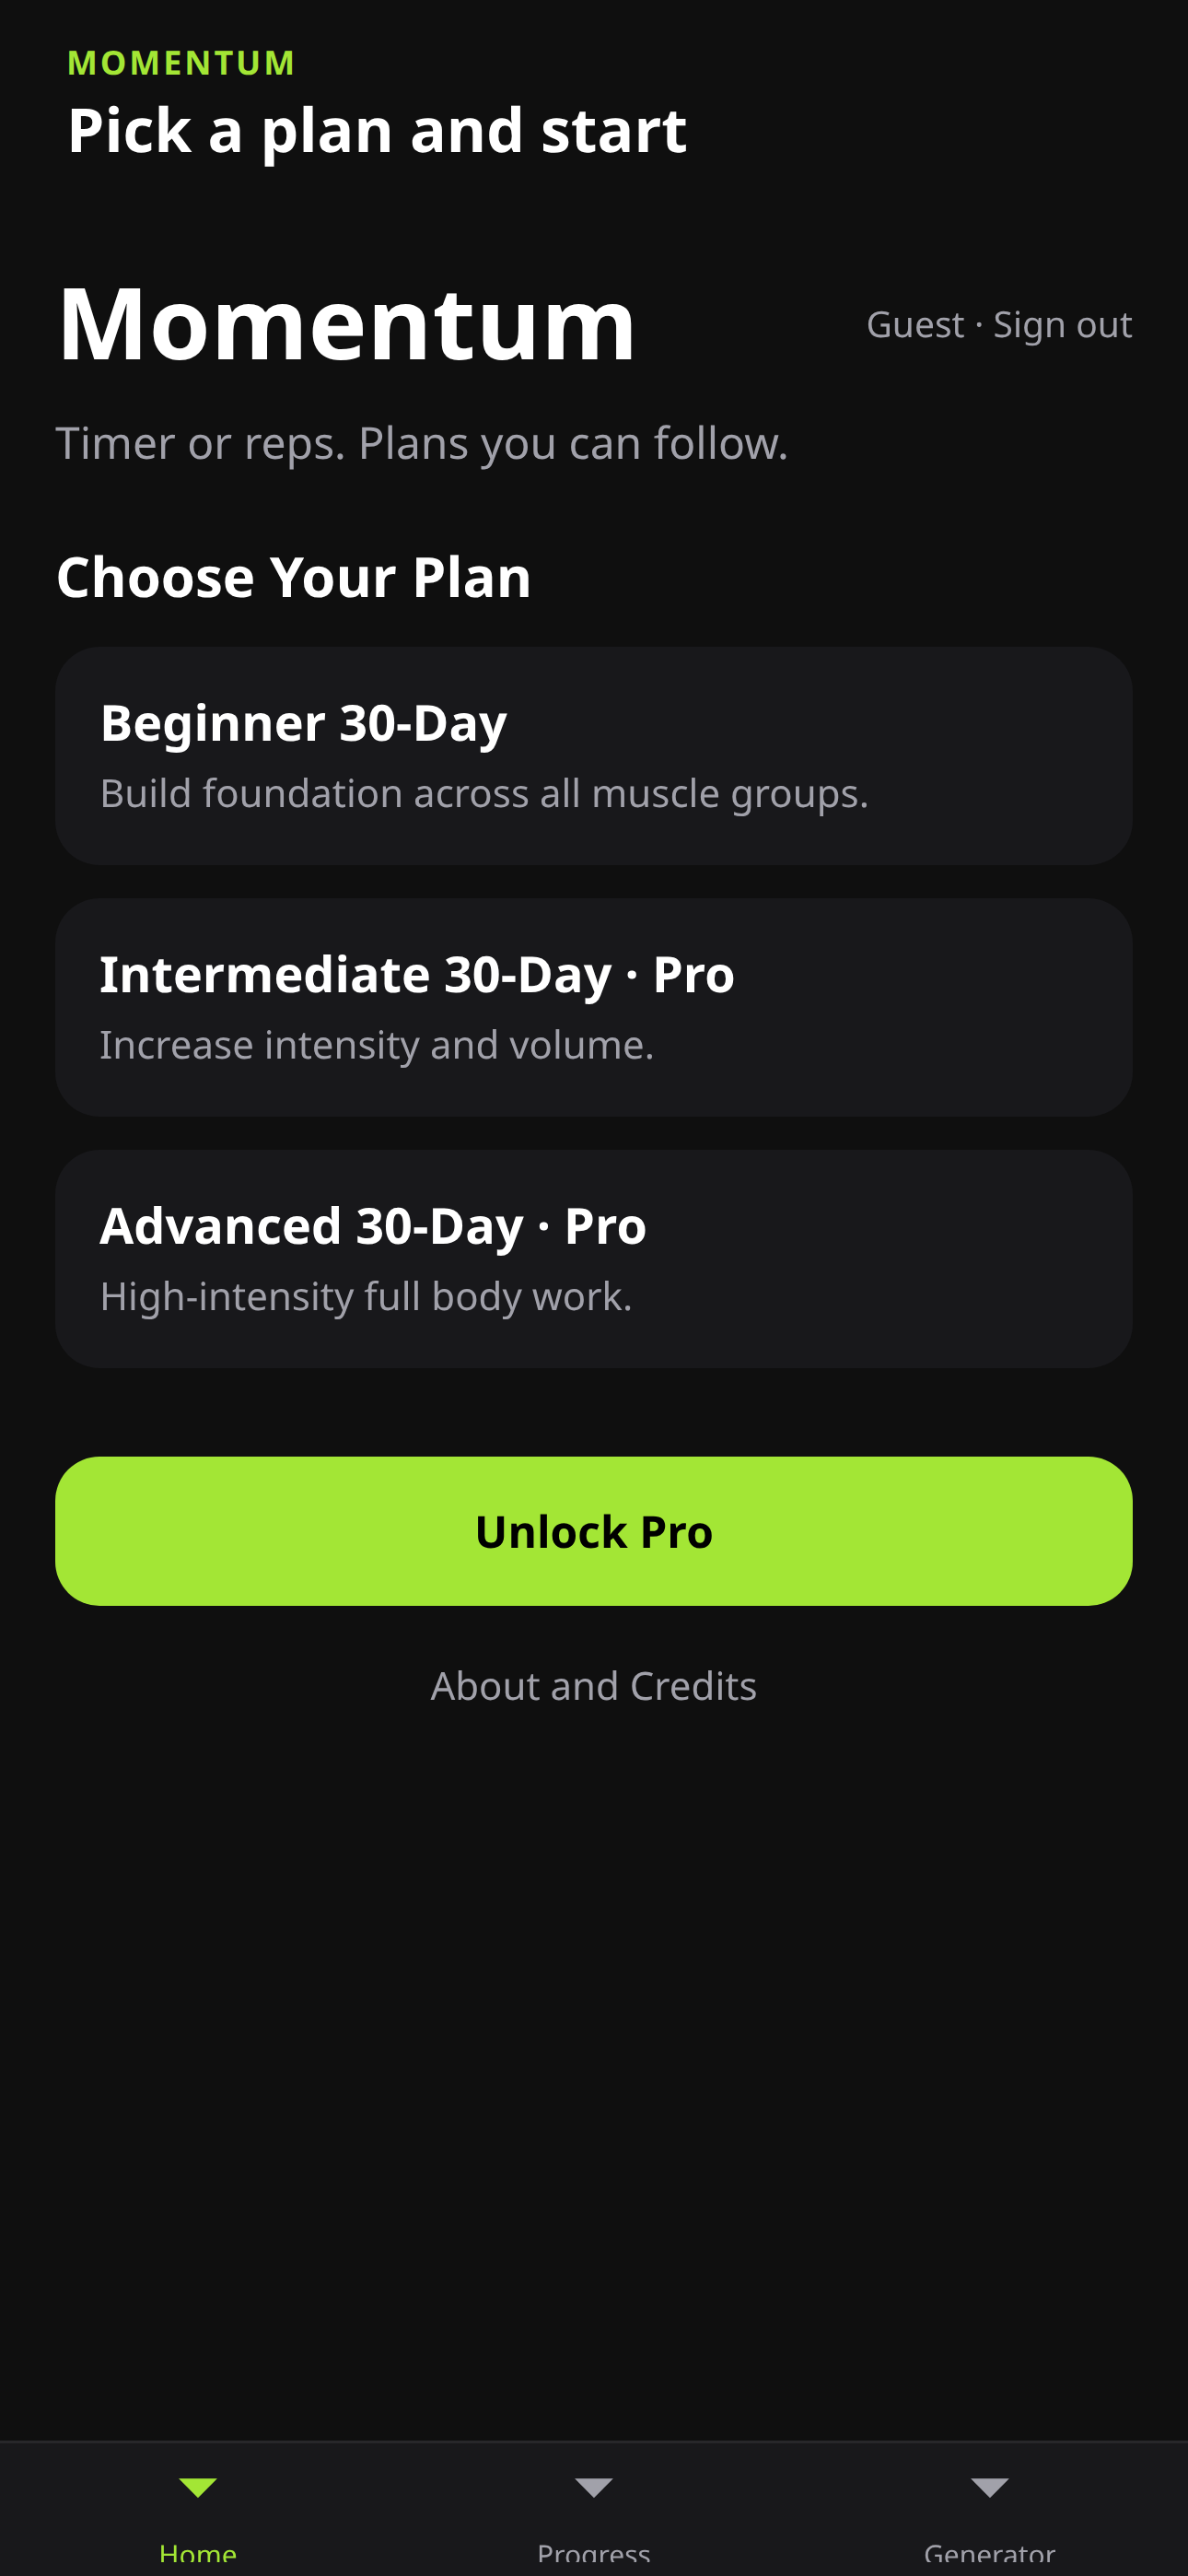 MOMENTUM
Pick a plan and start
Momentum
Guest · Sign out
Timer or reps. Plans you can follow.
Choose Your Plan
Beginner 30-Day
Build foundation across all muscle groups.
Intermediate 30-Day · Pro
Increase intensity and volume.
Advanced 30-Day · Pro
High-intensity full body work.
Unlock Pro
About and Credits
Home
Progress
Generator